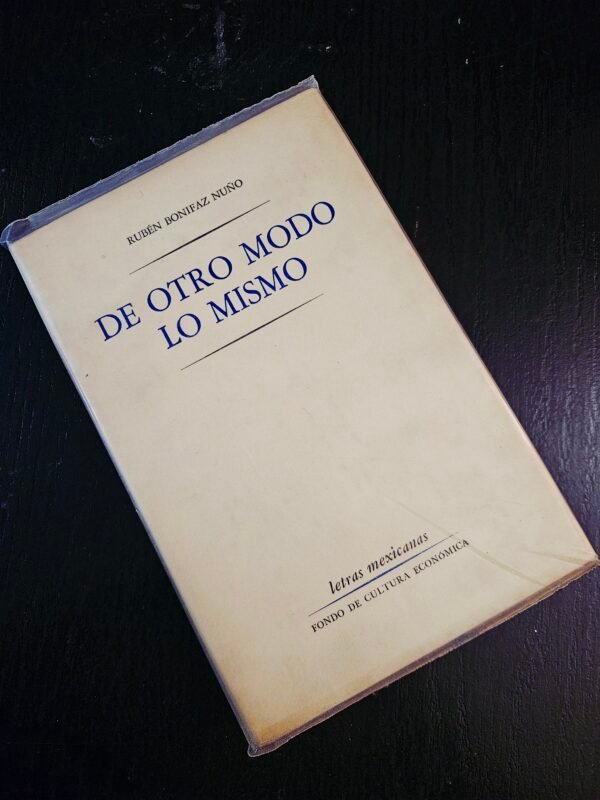 RUBÉN BONIFAZ NUÑO
DE OTRO MODO
LO MISMO
letras mexicanas
FONDO DE CULTURA ECONÓMICA